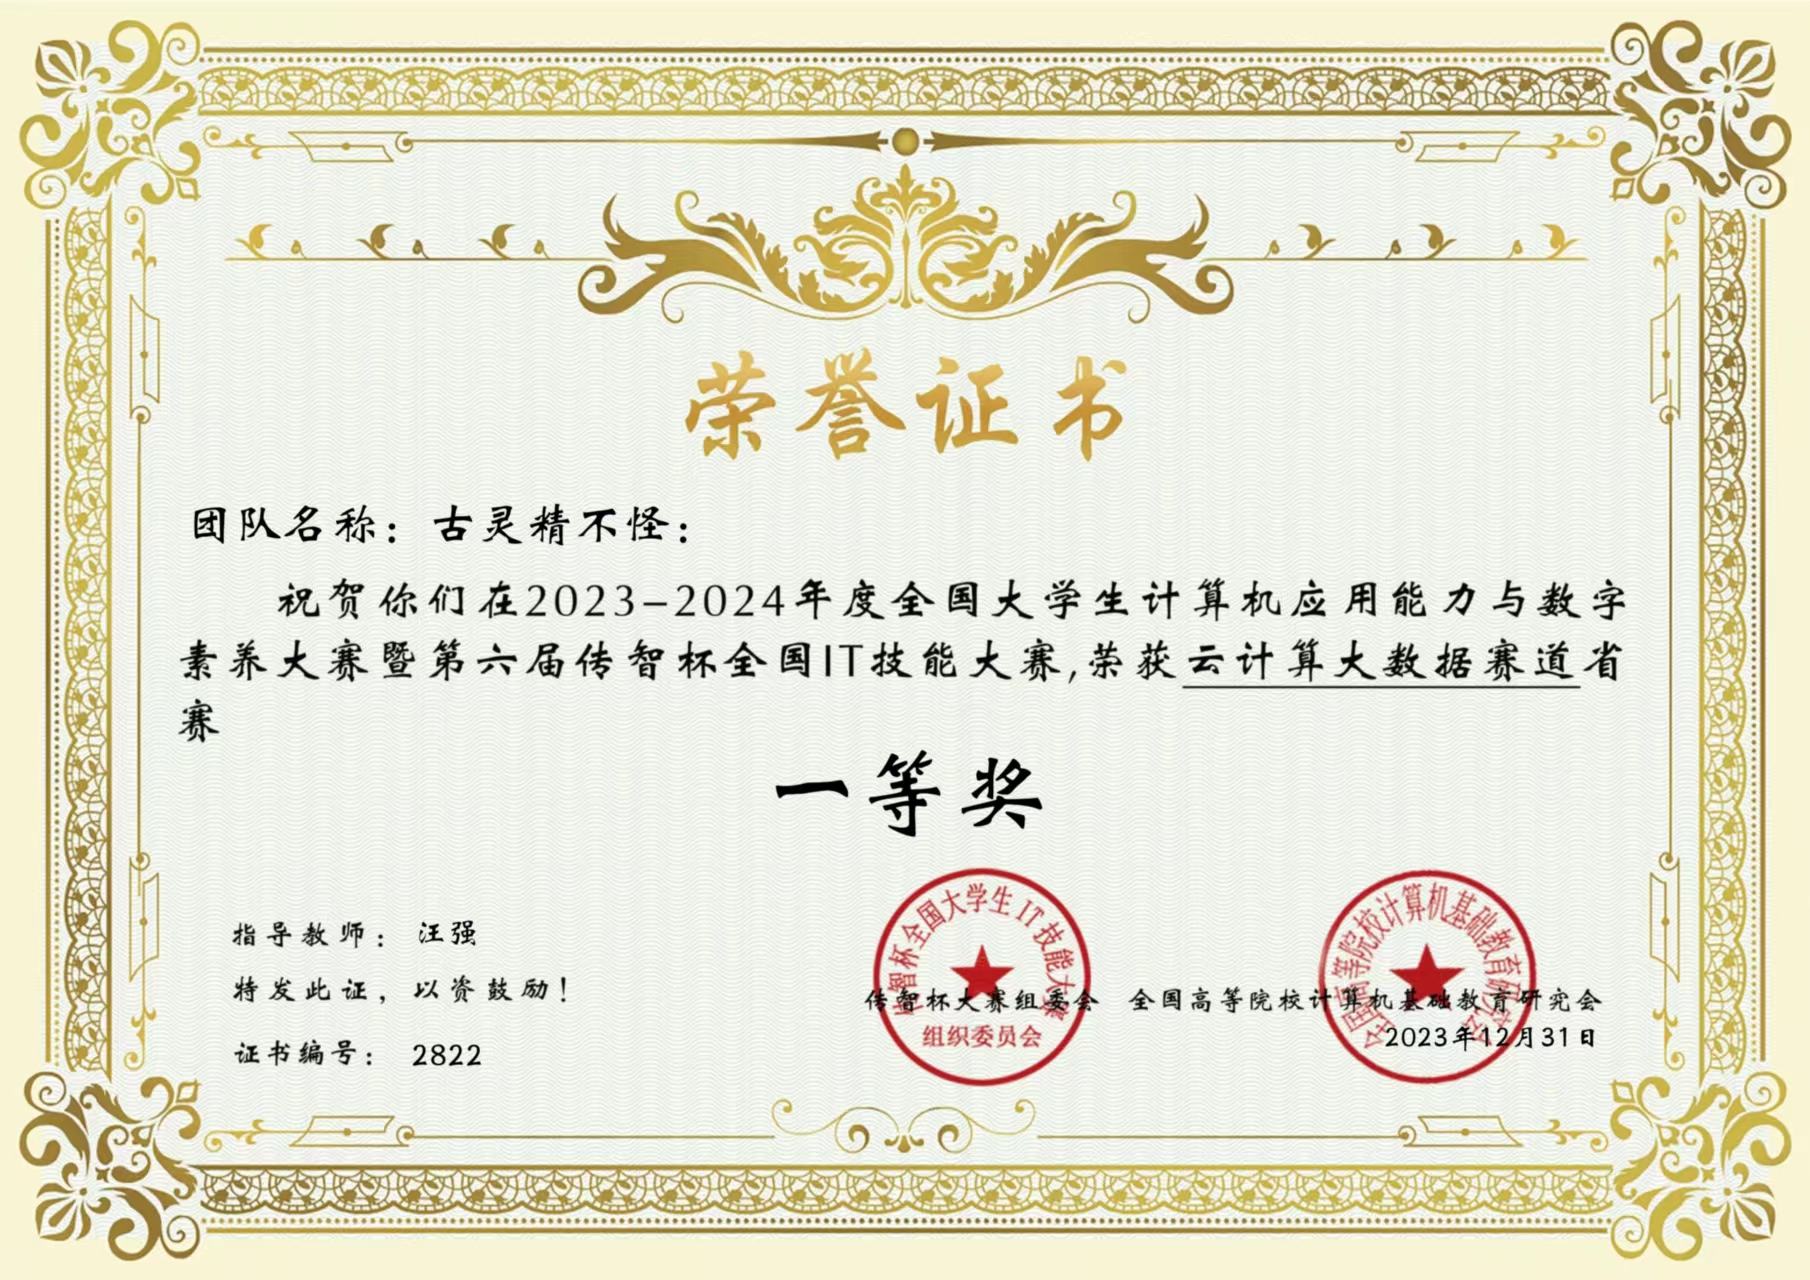 荣誉证书
团队名称：古灵精不怪：
祝贺你们在2023-2024年度全国大学生计算机应用能力与数字
素养大赛暨第六届传智杯全国IT技能大赛,荣获云计算大数据赛道省
赛
一等奖
指导教师： 汪强
特发此证，以资鼓励！
证书编号： 2822
传智杯全国大学生IT技能大赛
组织委员会
全国高等院校计算机基础教育研究会
传智杯大赛组委会 全国高等院校计算机基础教育研究会
2023年12月31日